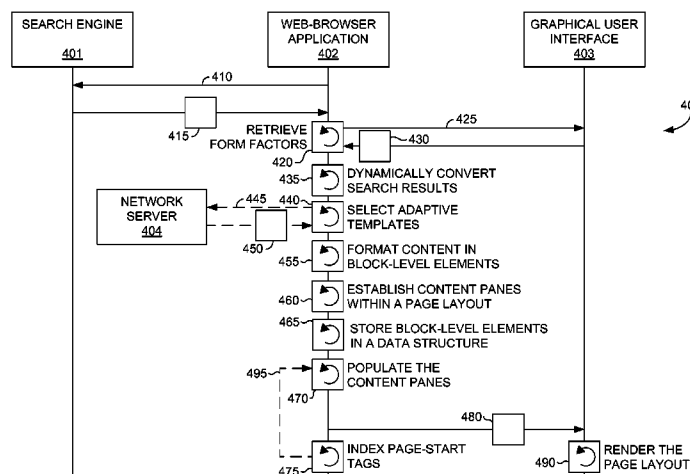 SEARCH ENGINE
401
WEB-BROWSER
APPLICATION
402
GRAPHICAL USER
INTERFACE
403
410
415
425
430
RETRIEVE
FORM FACTORS
420
40
435
DYNAMICALLY CONVERT
SEARCH RESULTS
NETWORK
SERVER
404
445
450
440
SELECT ADAPTIVE
TEMPLATES
455
FORMAT CONTENT IN
BLOCK-LEVEL ELEMENTS
460
ESTABLISH CONTENT PANES
WITHIN A PAGE LAYOUT
465
STORE BLOCK-LEVEL ELEMENTS
IN A DATA STRUCTURE
495
470
POPULATE THE
CONTENT PANES
480
475
INDEX PAGE-START
TAGS
490
RENDER THE
PAGE LAYOUT